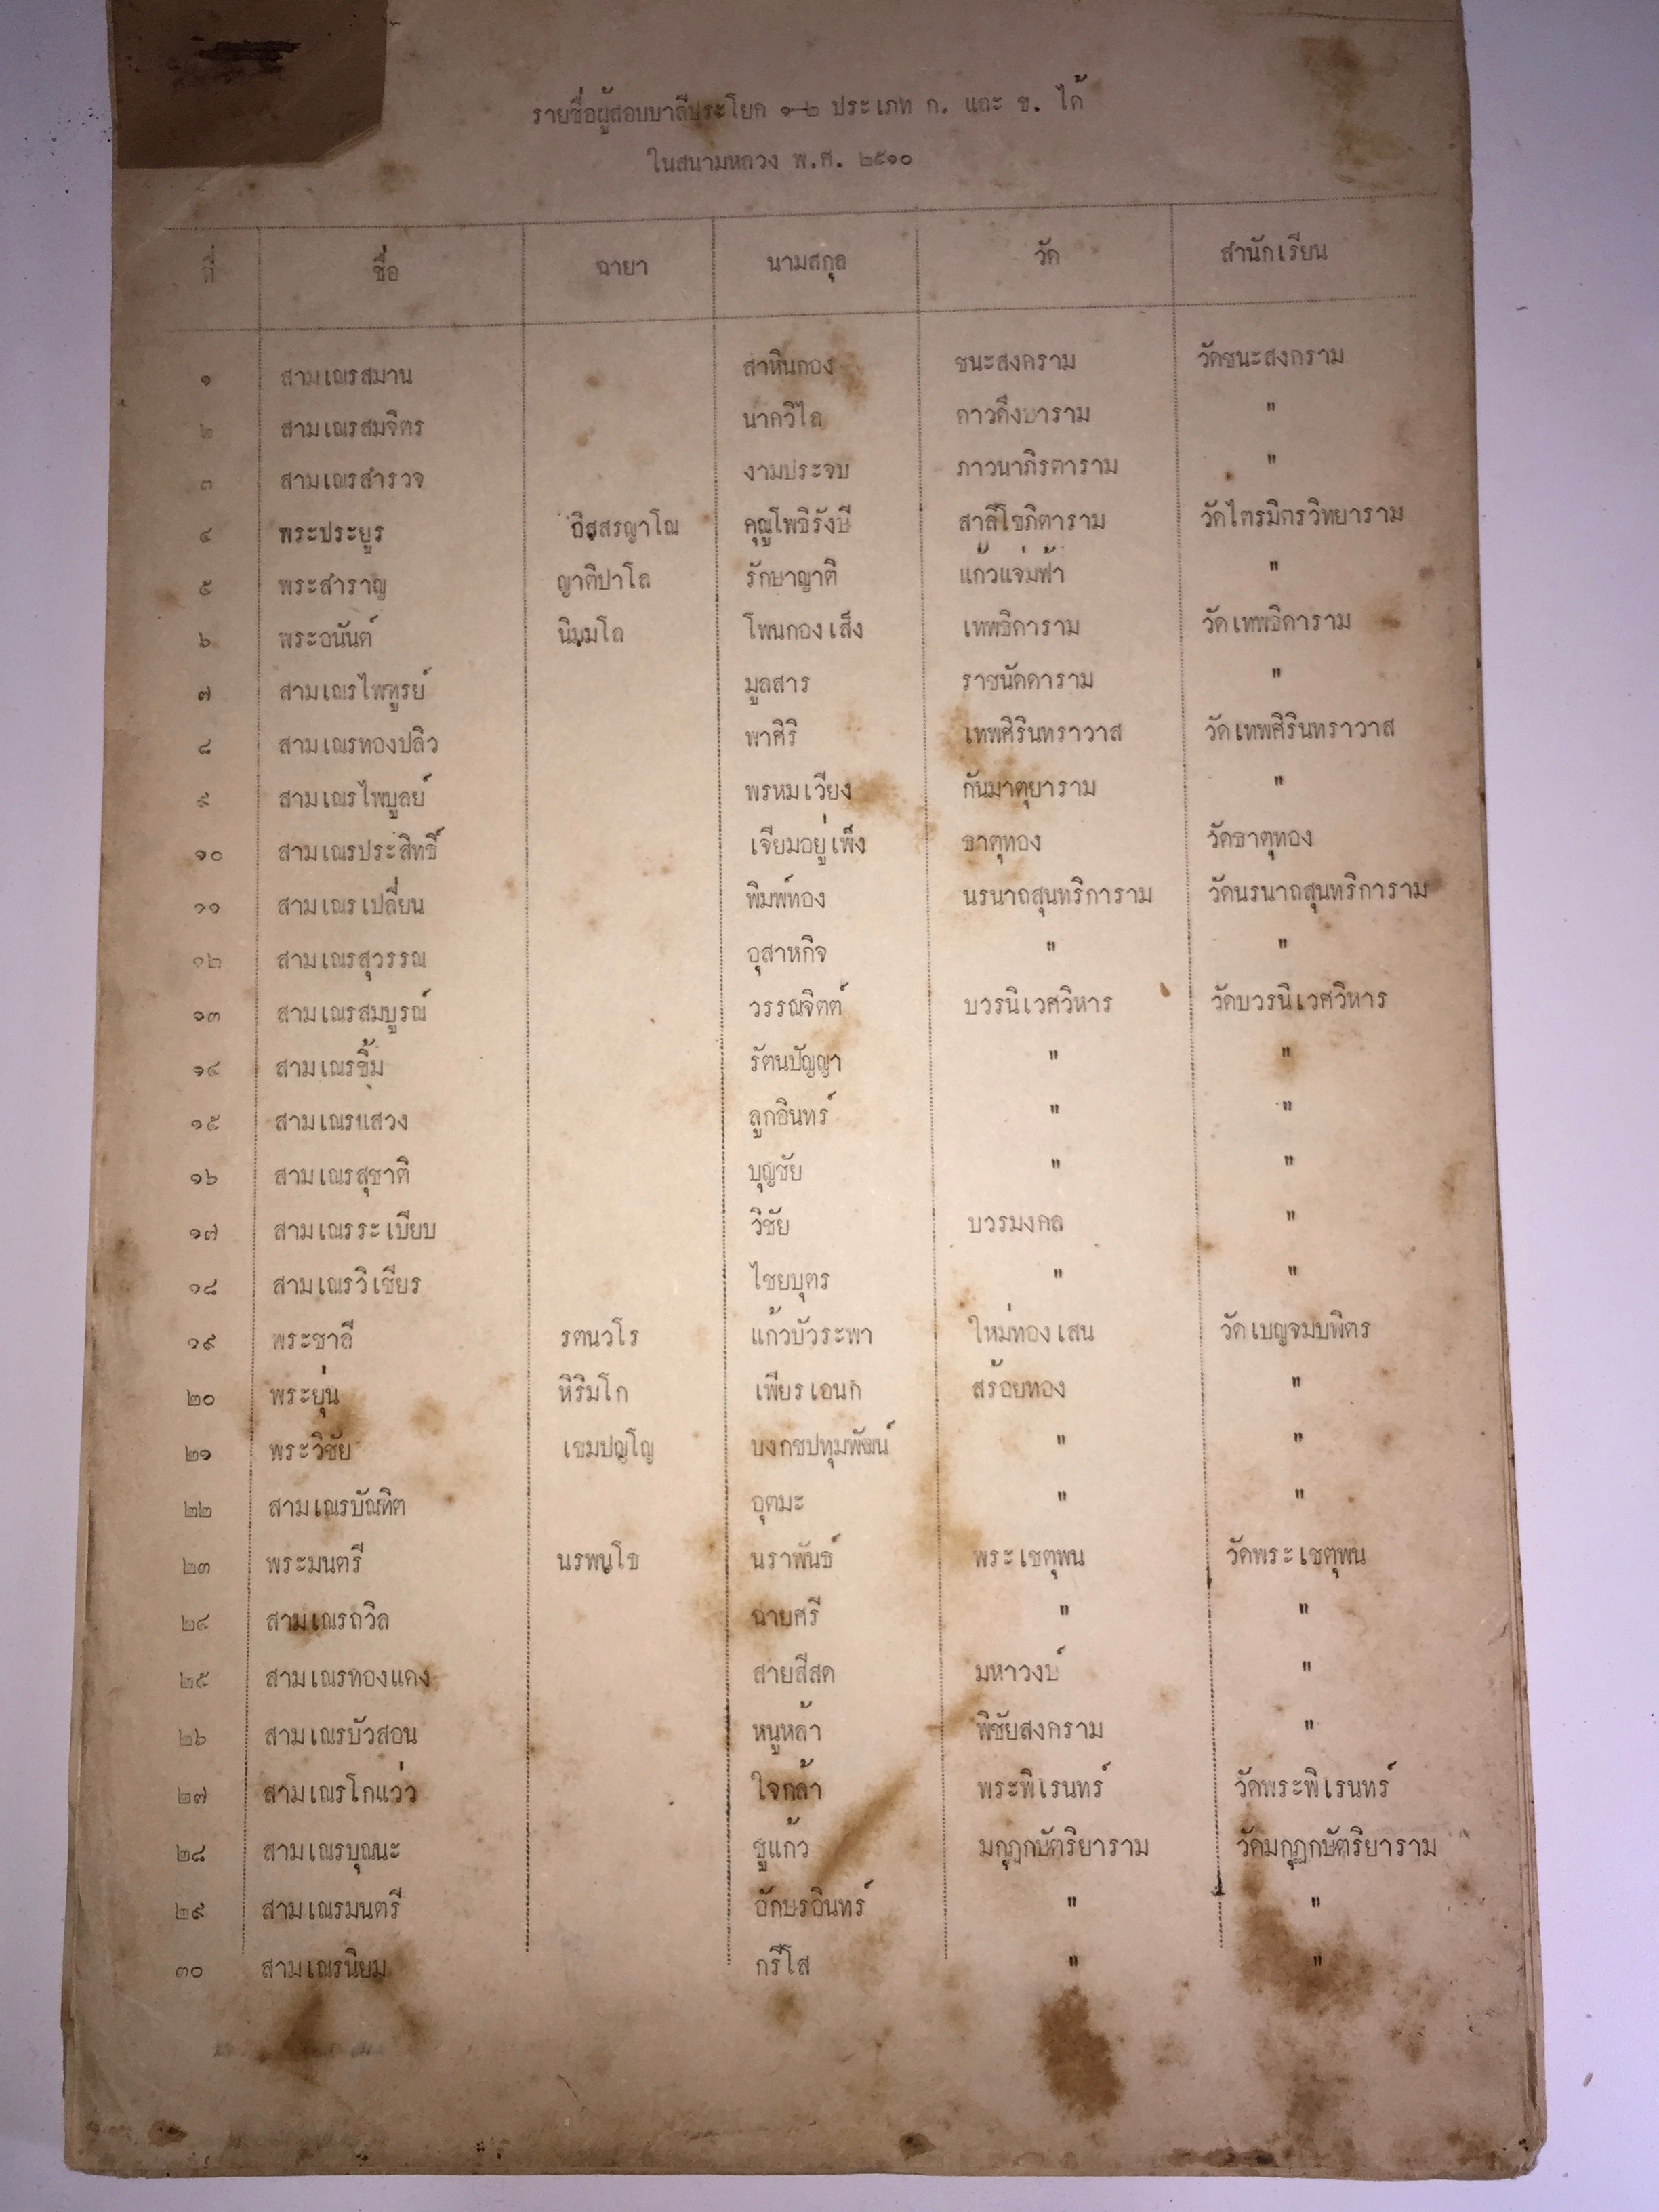 รายชื่อผู้สอบบาลีประโยค ๑-๒ ประเภท ก. และ ข. ได้
ในสนามหลวง พ.ศ. ๒๕๑๐
ที่ ชื่อ ฉายา นามสกุล วัด สำนักเรียน
๑ สามเณรสมาน สาหินกอง ชนะสงคราม วัดชนะสงคราม
๒ สามเณรสมจิตร นาควิไล ดาวดึงษาราม "
๓ สามเณรสำรวจ งามประจบ ภาวนาภิรตาราม "
๔ พระประยูร อิสฺสรญาโณ คุณูโพธิรังษี สาลีโขภิตาราม วัดไตรมิตรวิทยาราม
๕ พระสำราญ ญาติปาโล รักษาญาติ แก้วแจ่มฟ้า "
๖ พระอนันต์ นิมฺมโล โพนกองเส็ง เทพธิดาราม วัดเทพธิดาราม
๗ สามเณรไพฑูรย์ มูลสาร ราชนัดดาราม "
๘ สามเณรทองปลิว พาศิริ เทพศิรินทราวาส วัดเทพศิรินทราวาส
๙ สามเณรไพบูลย์ พรหมเวียง กันมาตุยาราม "
๑๐ สามเณรประสิทธิ์ เจียมอยู่เพ็ง ธาตุทอง วัดธาตุทอง
๑๑ สามเณรเปลี่ยน พิมพ์ทอง นรนาถสุนทริการาม วัดนรนาถสุนทริการาม
๑๒ สามเณรสุวรรณ อุสาหกิจ " "
๑๓ สามเณรสมบูรณ์ วรรณจิตต์ บวรนิเวศวิหาร วัดบวรนิเวศวิหาร
๑๔ สามเณรขิ้ม รัตนปัญญา " "
๑๕ สามเณรแสวง ลูกอินทร์ " "
๑๖ สามเณรสุชาติ บุญชัย " "
๑๗ สามเณรระเบียบ วิชัย บวรมงคล "
๑๘ สามเณรวิเชียร ไชยบุตร " "
๑๙ พระชาลี รตนวโร แก้วบัวระพา ใหม่ทองเสน วัดเบญจมบพิตร
๒๐ พระยุ่น หิริมโก เพียรเอนก สร้อยทอง "
๒๑ พระวิชัย เขมปญฺโญ บงกชปทุมพัฒน์ " "
๒๒ สามเณรบัณฑิต อุตมะ " "
๒๓ พระมนตรี นรพนฺโธ นราพันธ์ พระเชตุพน วัดพระเชตุพน
๒๔ สามเณรถวิล ฉายศรี " "
๒๕ สามเณรทองแดง สายสีสด มหาวงษ์ "
๒๖ สามเณรบัวสอน หนูหล้า พิชัยสงคราม "
๒๗ สามเณรโกแว่ว ใจกล้า พระพิเรนทร์ วัดพระพิเรนทร์
๒๘ สามเณรบุณนะ ชูแก้ว มกุฏกษัตริยาราม วัดมกุฏกษัตริยาราม
๒๙ สามเณรมนตรี อักษรอินทร์ " "
๓๐ สามเณรนิยม กรีโส " "